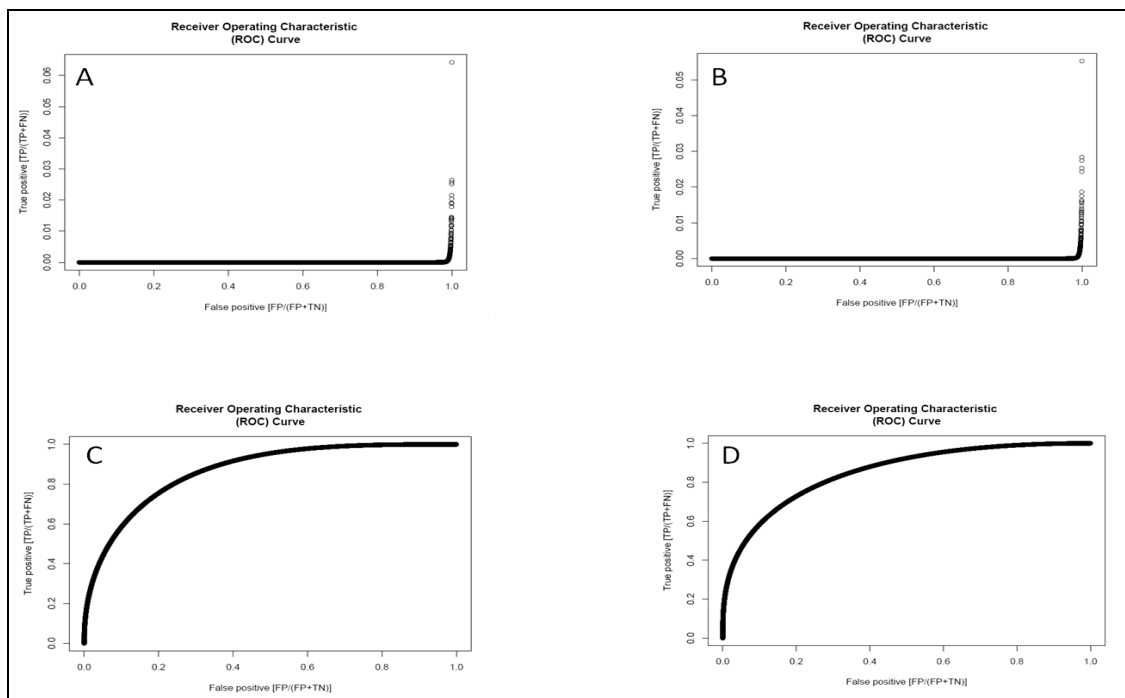 Receiver Operating Characteristic
(ROC) Curve
A
True positive [TP/(TP+FN)]
0.06
0.05
0.04
0.03
0.02
0.01
0.00
0.0 0.2 0.4 0.6 0.8 1.0
False positive [FP/(FP+TN)]
Receiver Operating Characteristic
(ROC) Curve
B
True positive [TP/(TP+FN)]
0.05
0.04
0.03
0.02
0.01
0.00
0.0 0.2 0.4 0.6 0.8 1.0
False positive [FP/(FP+TN)]
Receiver Operating Characteristic
(ROC) Curve
C
True positive [TP/(TP+FN)]
1.0
0.8
0.6
0.4
0.2
0.0
0.0 0.2 0.4 0.6 0.8 1.0
False positive [FP/(FP+TN)]
Receiver Operating Characteristic
(ROC) Curve
D
True positive [TP/(TP+FN)]
1.0
0.8
0.6
0.4
0.2
0.0
0.0 0.2 0.4 0.6 0.8 1.0
False positive [FP/(FP+TN)]